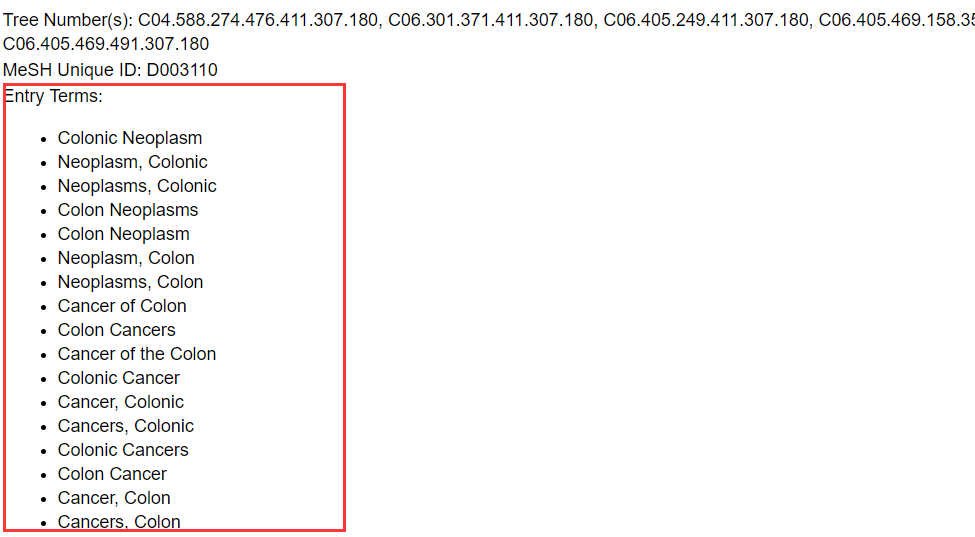 Tree Number(s): C04.588.274.476.411.307.180, C06.301.371.411.307.180, C06.405.249.411.307.180, C06.405.469.158.35
C06.405.469.491.307.180
MeSH Unique ID: D003110
Entry Terms:
Colonic Neoplasm
Neoplasm, Colonic
Neoplasms, Colonic
Colon Neoplasms
Colon Neoplasm
Neoplasm, Colon
Neoplasms, Colon
Cancer of Colon
Colon Cancers
Cancer of the Colon
Colonic Cancer
Cancer, Colonic
Cancers, Colonic
Colonic Cancers
Colon Cancer
Cancer, Colon
Cancers, Colon